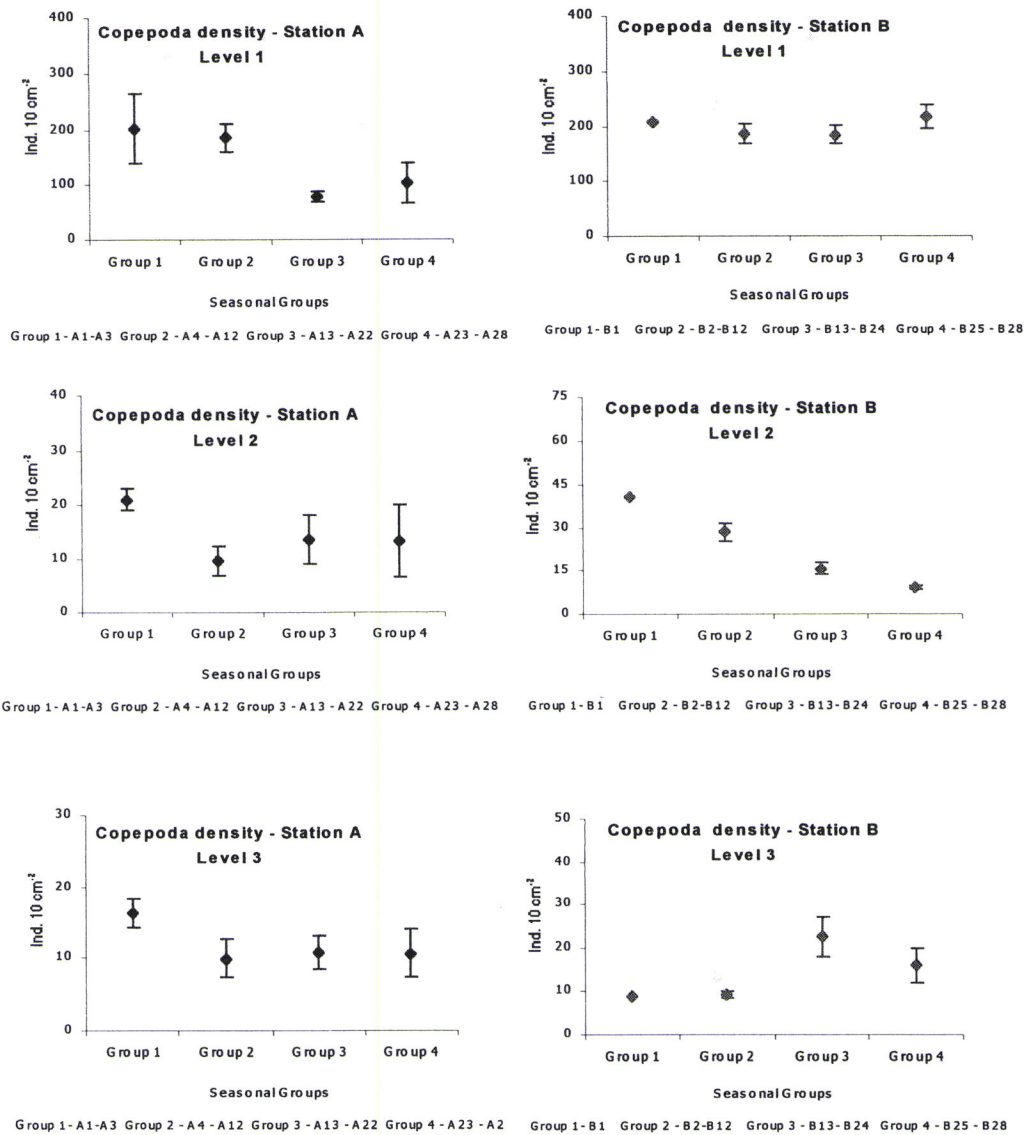 Copepoda density - Station A
Level 1
400
300
200
100
0
Ind. 10 cm-2
Group 1 Group 2 Group 3 Group 4
Seasonal Groups
Group 1- A1-A3 Group 2 - A4 - A12 Group 3 - A13 - A22 Group 4 - A23 - A28
Copepoda density - Station B
Level 1
400
300
200
100
0
Ind. 10 cm-2
Group 1 Group 2 Group 3 Group 4
Seasonal Groups
Group 1- B1 Group 2 - B2-B12 Group 3 - B13- B24 Group 4 - B25 - B28
Copepoda density - Station A
Level 2
40
30
20
10
0
Ind. 10 cm-2
Group 1 Group 2 Group 3 Group 4
Seasonal Groups
Group 1- A1-A3 Group 2 - A4 - A12 Group 3 - A13 - A22 Group 4 - A23 - A28
Copepoda density - Station B
Level 2
75
60
45
30
15
0
Ind. 10 cm-2
Group 1 Group 2 Group 3 Group 4
Seasonal Groups
Group 1- B1 Group 2 - B2-B12 Group 3 - B13- B24 Group 4 - B25 - B28
Copepoda density - Station A
Level 3
30
20
10
0
Ind. 10 cm-2
Group 1 Group 2 Group 3 Group 4
Seasonal Groups
Group 1- A1-A3 Group 2 - A4 - A12 Group 3 - A13 - A22 Group 4 - A23 - A2
Copepoda density - Station B
Level 3
50
40
30
20
10
0
Ind. 10 cm-2
Group 1 Group 2 Group 3 Group 4
Seasonal Groups
Group 1- B1 Group 2 - B2-B12 Group 3 - B13- B24 Group 4 - B25 - B28